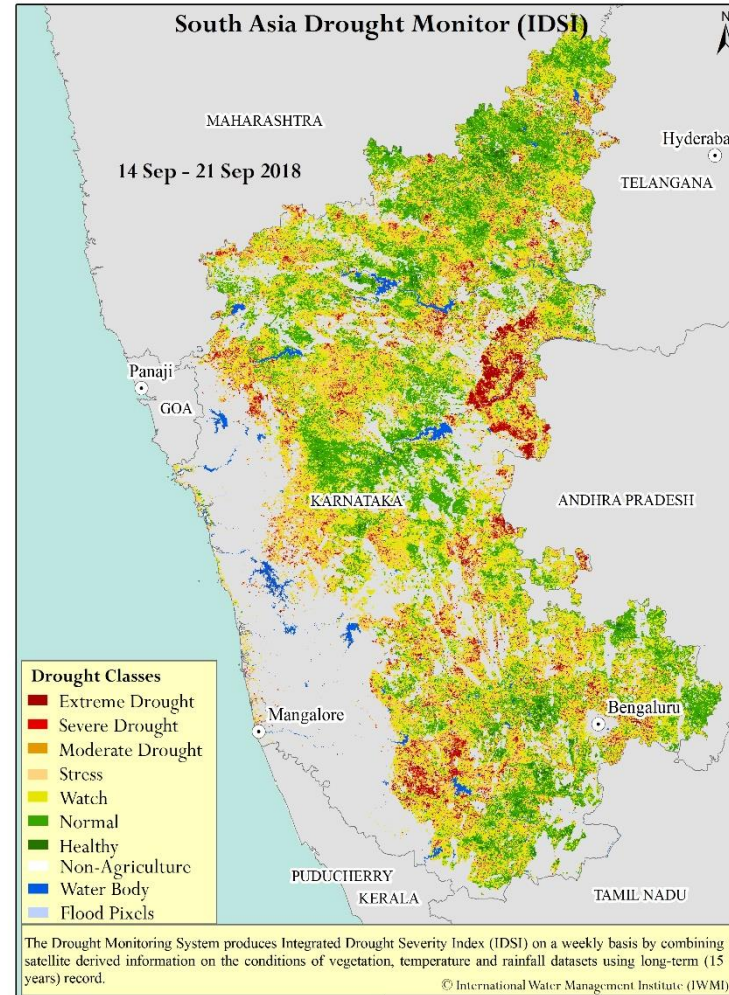 South Asia Drought Monitor (IDSI)
N
MAHARASHTRA
Hyderaba
14 Sep - 21 Sep 2018
TELANGANA
Panaji
GOA
KARNATAKA
ANDHRA PRADESH
Drought Classes
Extreme Drought
Severe Drought
Moderate Drought
Stress
Watch
Normal
Healthy
Non-Agriculture
Water Body
Flood Pixels
Mangalore
Bengaluru
PUDUCHERRY
KERALA
TAMIL NADU
The Drought Monitoring System produces Integrated Drought Severity Index (IDSI) on a weekly basis by combining
satellite derived information on the conditions of vegetation, temperature and rainfall datasets using long-term (15
years) record.
© International Water Management Institute (IWMI)